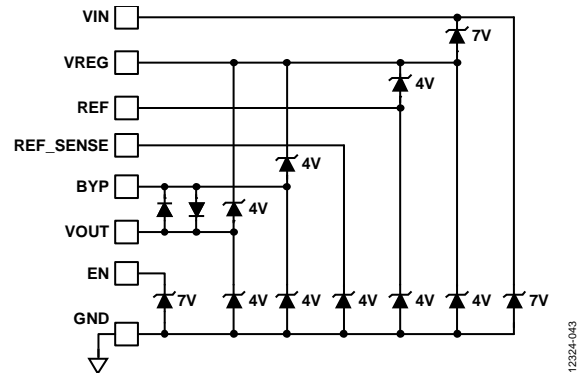 VIN
7V
VREG
4V
REF
REF_SENSE
4V
BYP
4V
VOUT
EN
7V
4V
4V
4V
4V
4V
7V
GND
12324-043